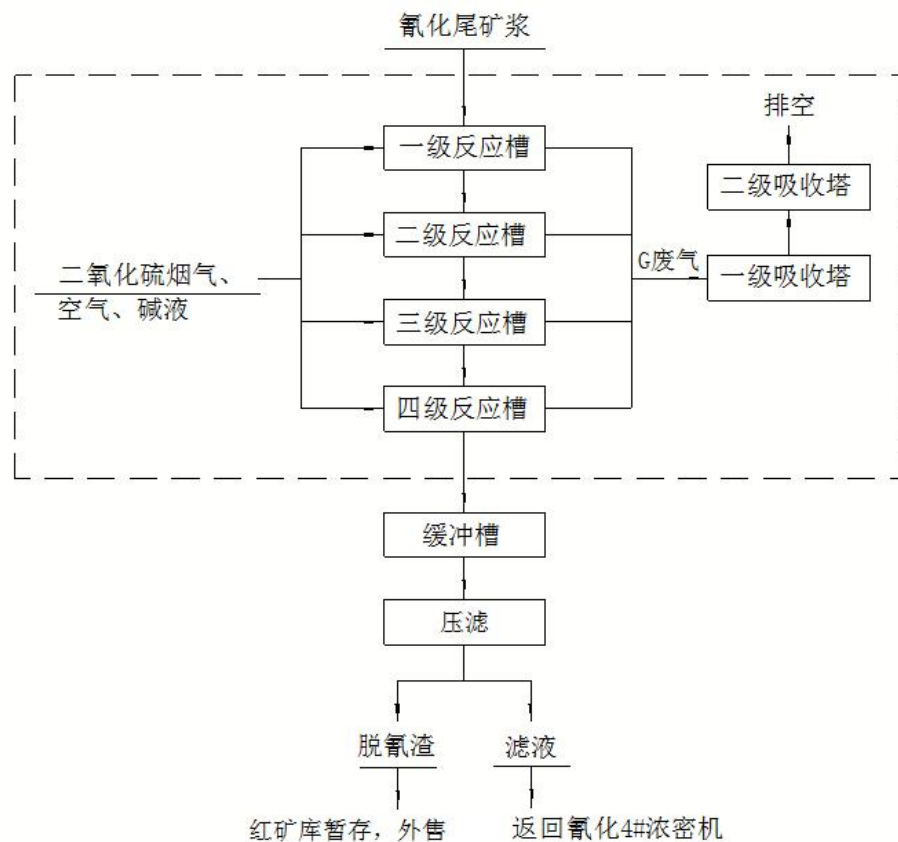 氰化尾矿浆
排空
一级反应槽
二级吸收塔
二级反应槽
G废气
一级吸收塔
二氧化硫烟气、
空气、碱液
三级反应槽
四级反应槽
缓冲槽
压滤
脱氰渣
滤液
红矿库暂存，外售
返回氰化4#浓密机